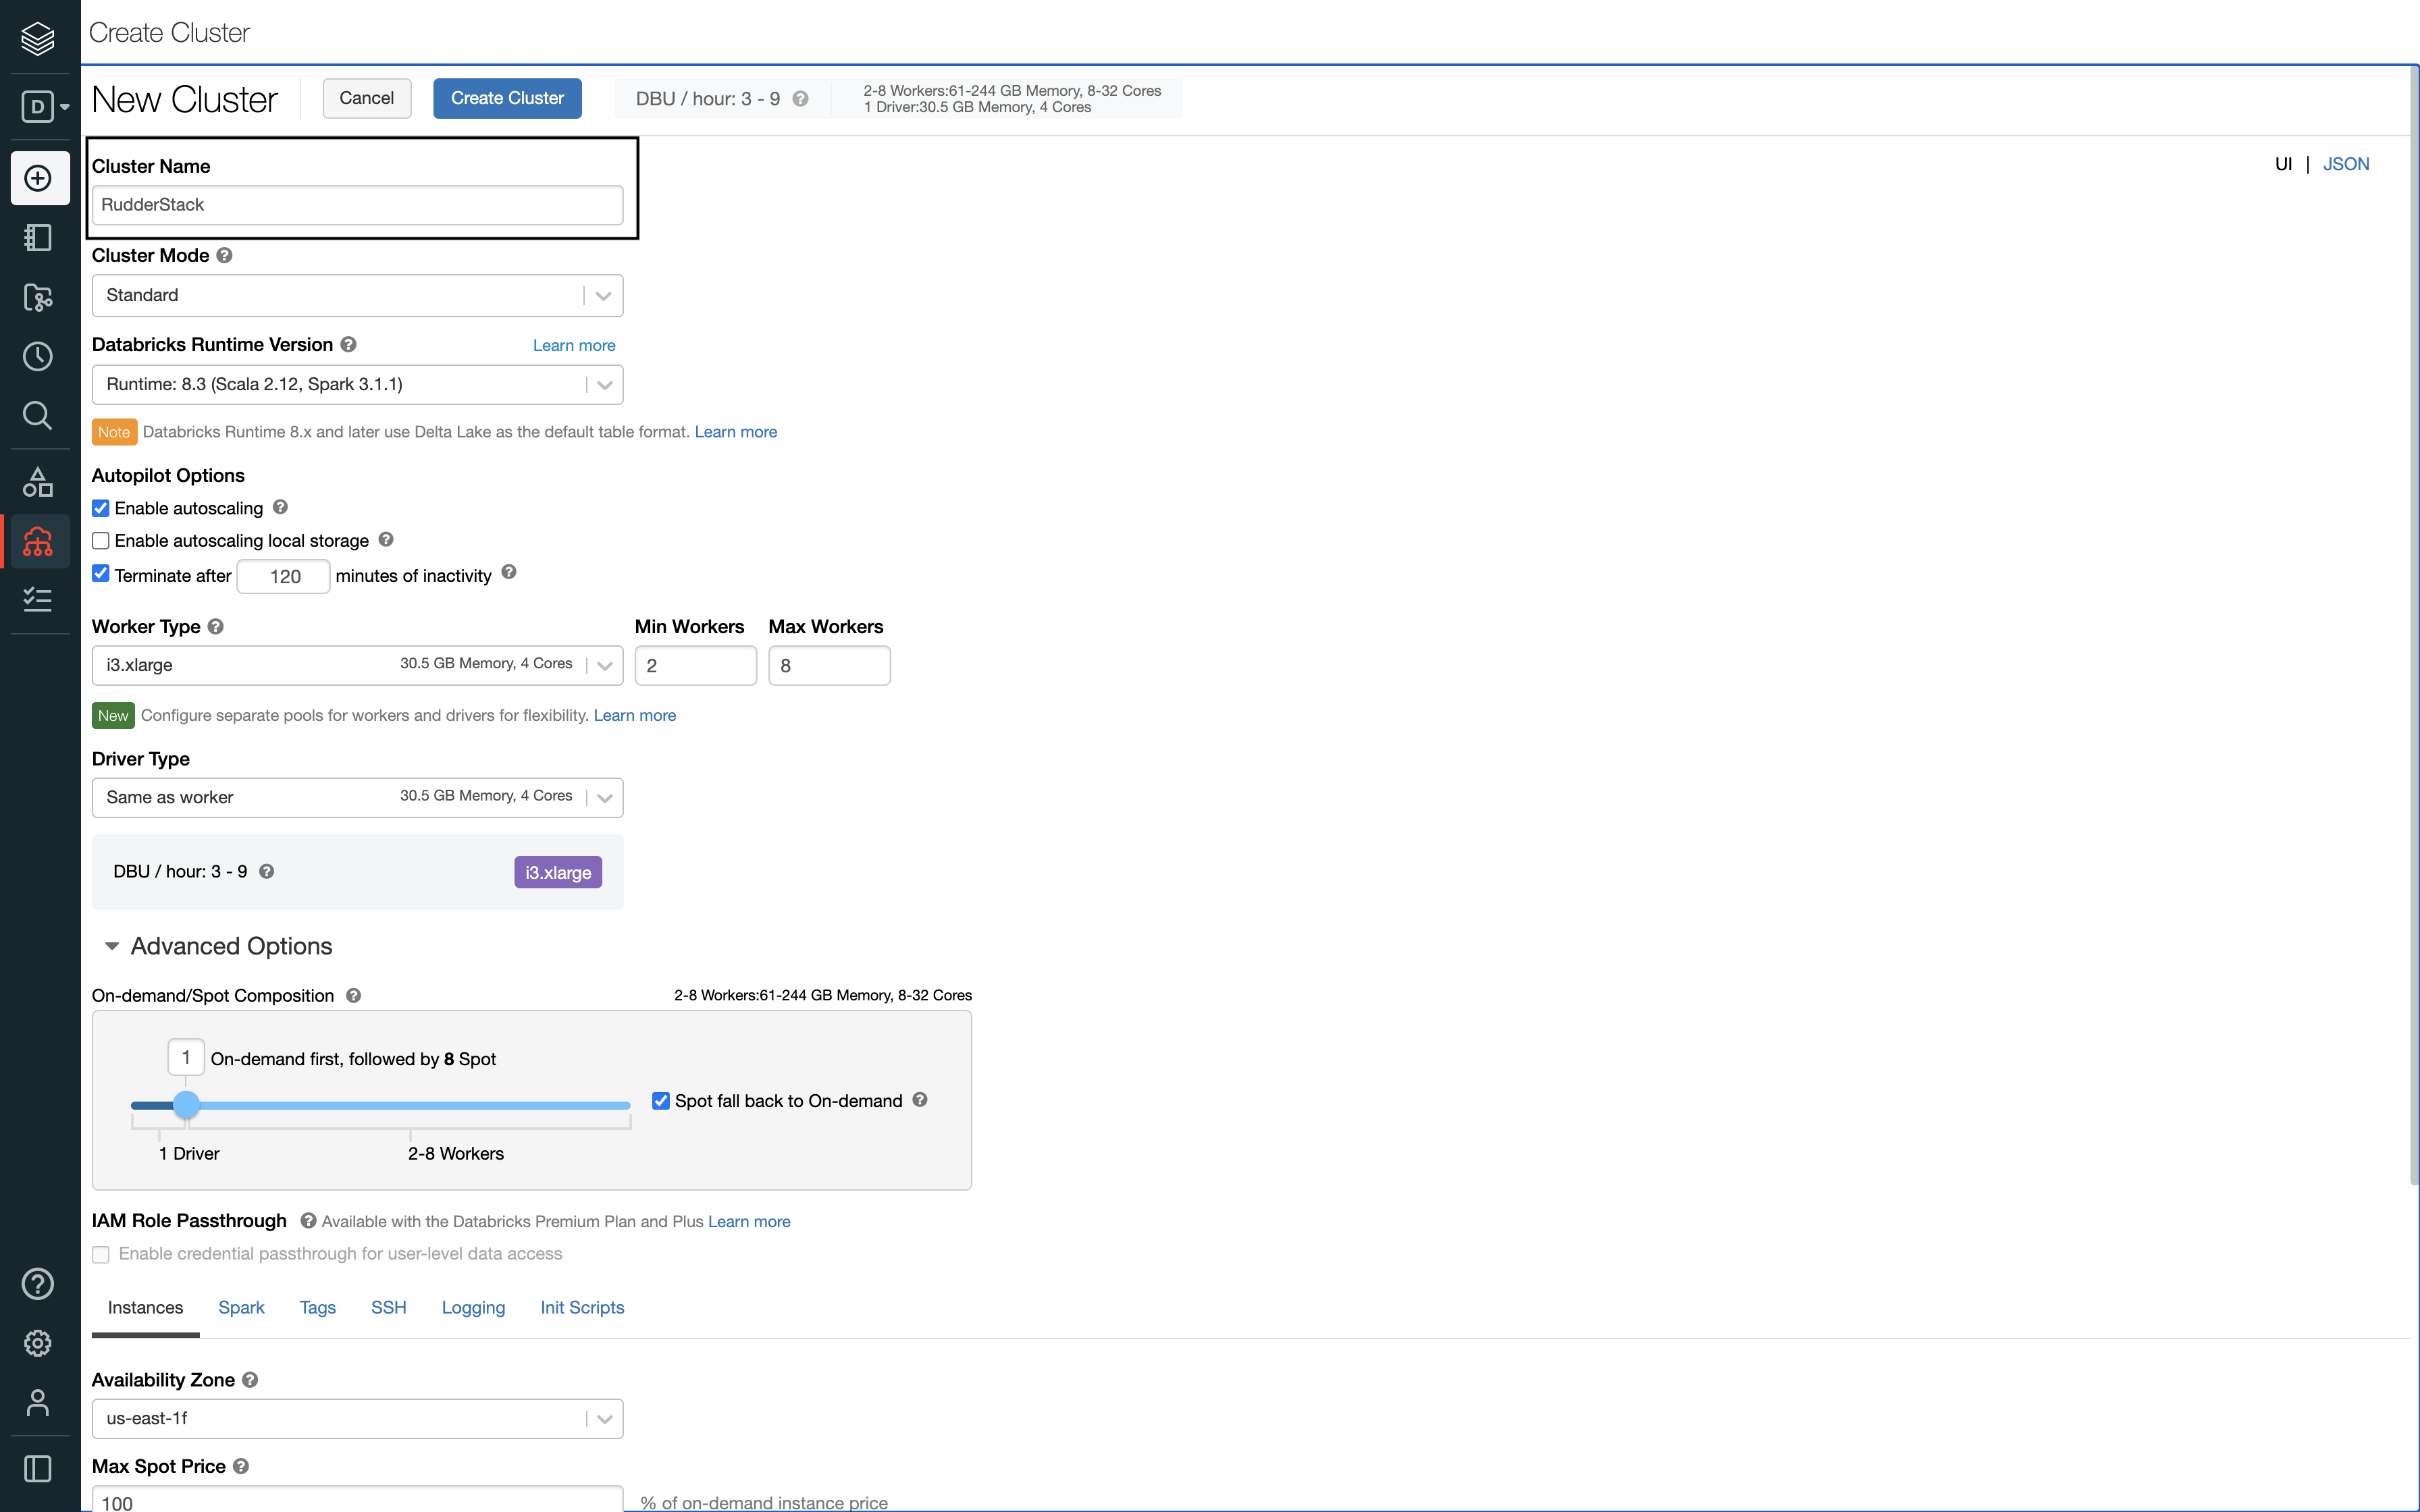 Create Cluster
D
New Cluster
Cancel
Create Cluster
DBU / hour: 3 - 9
2-8 Workers:61-244 GB Memory, 8-32 Cores
1 Driver:30.5 GB Memory, 4 Cores
UI | JSON
Cluster Name
RudderStack
Cluster Mode
Standard
Databricks Runtime Version
Learn more
Runtime: 8.3 (Scala 2.12, Spark 3.1.1)
Note Databricks Runtime 8.x and later use Delta Lake as the default table format. Learn more
Autopilot Options
Enable autoscaling
Enable autoscaling local storage
Terminate after 120 minutes of inactivity
Worker Type
Min Workers
Max Workers
i3.xlarge
30.5 GB Memory, 4 Cores
2
8
New Configure separate pools for workers and drivers for flexibility. Learn more
Driver Type
Same as worker
30.5 GB Memory, 4 Cores
DBU / hour: 3 - 9
i3.xlarge
Advanced Options
On-demand/Spot Composition
2-8 Workers:61-244 GB Memory, 8-32 Cores
1 On-demand first, followed by 8 Spot
Spot fall back to On-demand
1 Driver
2-8 Workers
IAM Role Passthrough
Available with the Databricks Premium Plan and Plus Learn more
Enable credential passthrough for user-level data access
Instances
Spark
Tags
SSH
Logging
Init Scripts
Availability Zone
us-east-1f
Max Spot Price
100
% of on-demand instance price